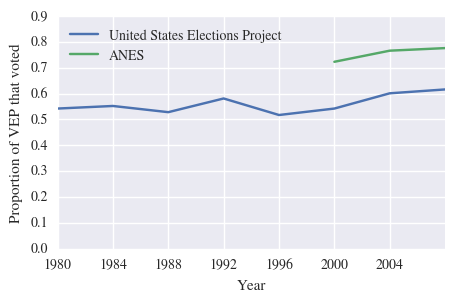 0.9
0.8
0.7
0.6
0.5
0.4
0.3
0.2
0.1
0.0
Proportion of VEP that voted
United States Elections Project
ANES
1980 1984 1988 1992 1996 2000 2004
Year